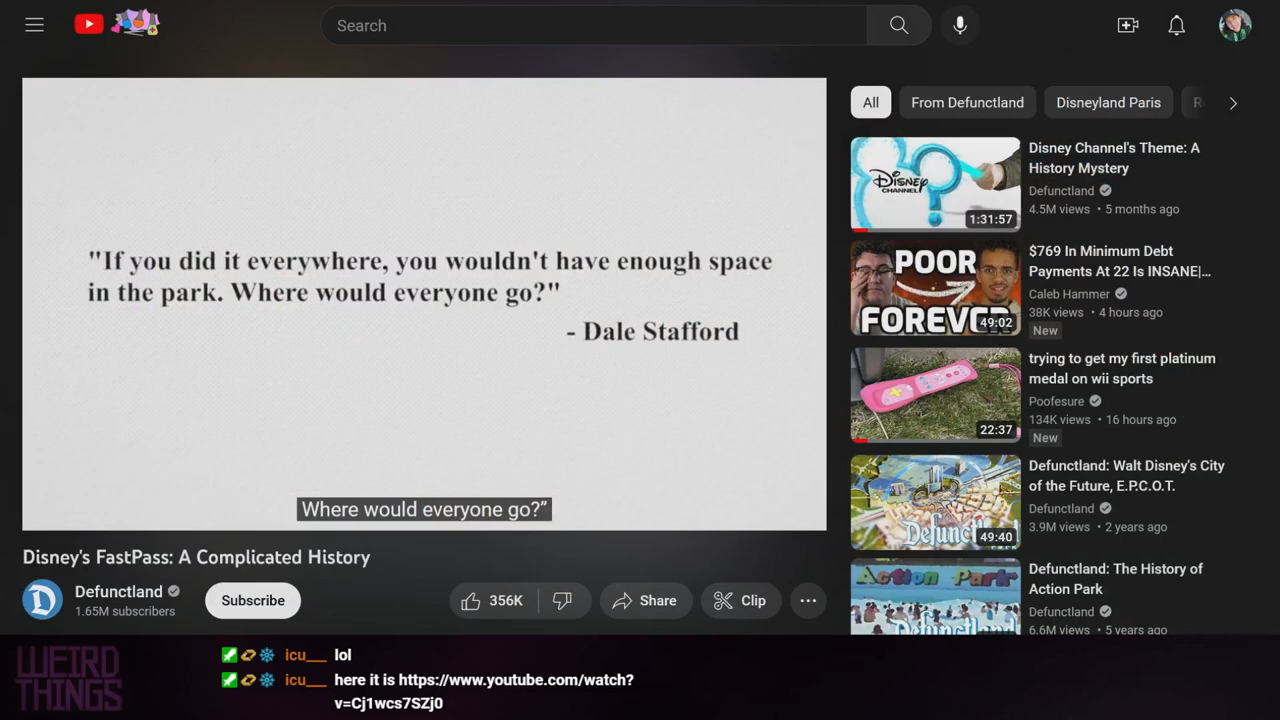 Search
"If you did it everywhere, you wouldn't have enough space
in the park. Where would everyone go?"
- Dale Stafford
Where would everyone go?"
Disney's FastPass: A Complicated History
Defunctland
1.65M subscribers
Subscribe
356K
Share
Clip
All
From Defunctland
Disneyland Paris
DISNEY
CHANNEL
1:31:57
Disney Channel's Theme: A
History Mystery
Defunctland
4.5M views • 5 months ago
POOR
FOREVER
49:02
$769 In Minimum Debt
Payments At 22 Is INSANE|...
Caleb Hammer
38K views • 4 hours ago
New
22:37
trying to get my first platinum
medal on wii sports
Poofesure
134K views • 16 hours ago
New
Defunctland
49:40
Defunctland: Walt Disney's City
of the Future, E.P.C.O.T.
Defunctland
3.9M views • 2 years ago
Action Park
Defunctland
Defunctland: The History of
Action Park
Defunctland
6.6M views • 5 years ago
WEIRD
THINGS
icu___ lol
icu___ here it is https://www.youtube.com/watch?
v=Cj1wcs7SZj0